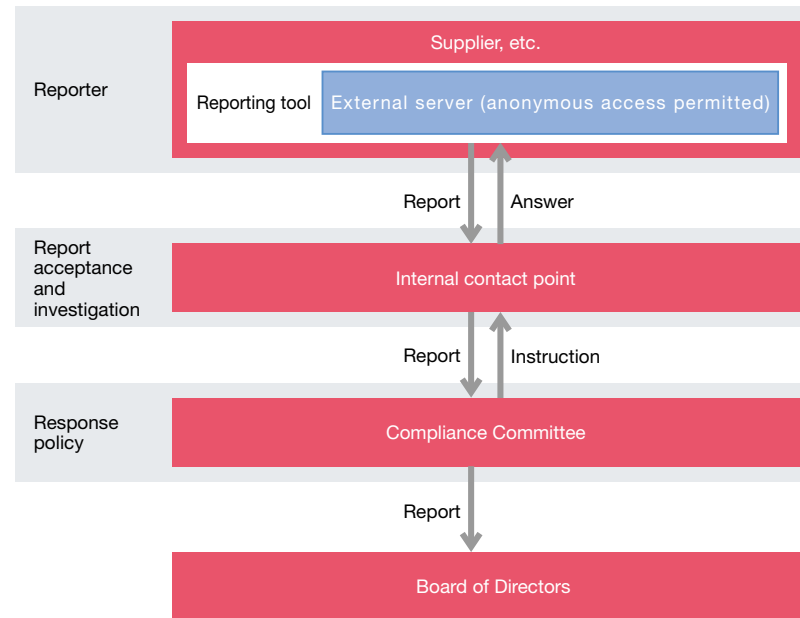 Supplier, etc.
Reporter
Reporting tool
External server (anonymous access permitted)
Report
Answer
Report
acceptance
and
investigation
Internal contact point
Report
Instruction
Response
policy
Compliance Committee
Report
Board of Directors